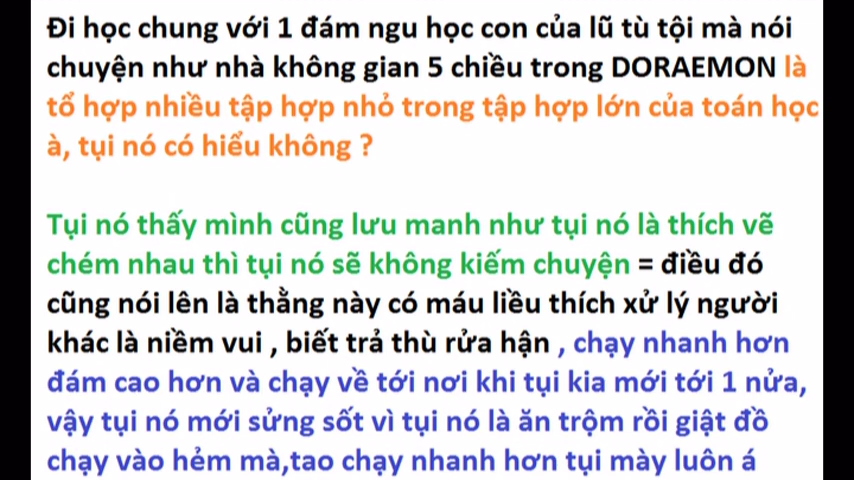 Đi học chung với 1 đám ngu học con của lũ tù tội mà nói
chuyện như nhà không gian 5 chiều trong DORAEMON là
tổ hợp nhiều tập hợp nhỏ trong tập hợp lớn của toán học
à, tụi nó có hiểu không ?
Tụi nó thấy mình cũng lưu manh như tụi nó là thích vẽ
chém nhau thì tụi nó sẽ không kiếm chuyện = điều đó
cũng nói lên là thằng này có máu liều thích xử lý người
khác là niềm vui , biết trả thù rửa hận , chạy nhanh hơn
đám cao hơn và chạy về tới nơi khi tụi kia mới tới 1 nửa,
vậy tụi nó mới sửng sốt vì tụi nó là ăn trộm rồi giật đồ
chạy vào hẻm mà,tao chạy nhanh hơn tụi mày luôn á